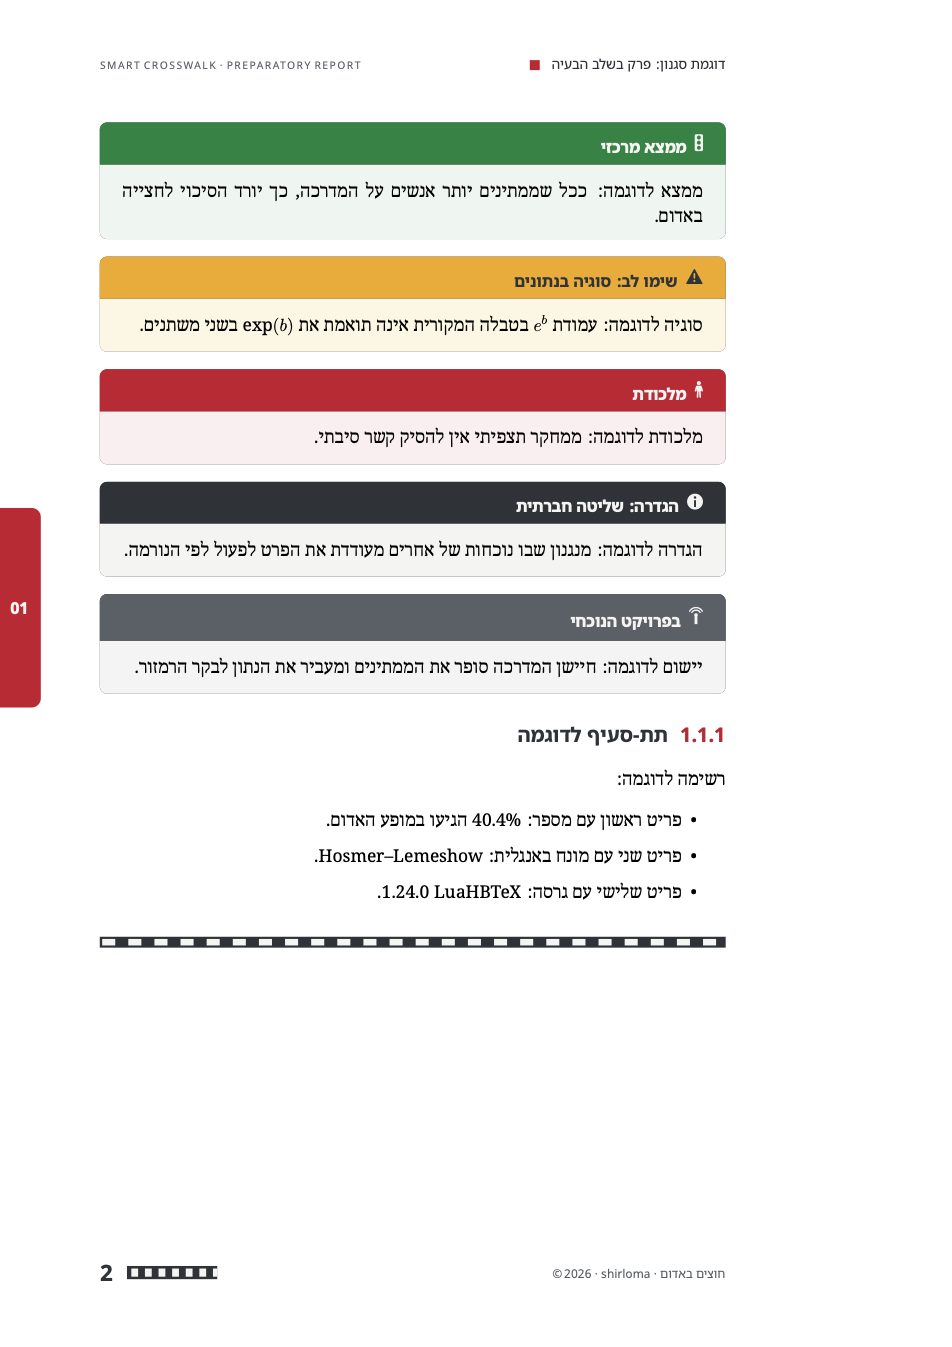 דוגמת סגנון: פרק בשלב הבעיה
SMART CROSSWALK · PREPARATORY REPORT
ממצא מרכזי
ממצא לדוגמה: ככל שממתינים יותר אנשים על המדרכה, כך יורד הסיכוי לחצייה
באדום.
שימו לב: סוגיה בנתונים
סוגיה לדוגמה: עמודת e^b בטבלה המקורית אינה תואמת את exp(b) בשני משתנים.
מלכודת
מלכודת לדוגמה: ממחקר תצפיתי אין להסיק קשר סיבתי.
הגדרה: שליטה חברתית
הגדרה לדוגמה: מנגנון שבו נוכחות של אחרים מעודדת את הפרט לפעול לפי הנורמה.
01
בפרויקט הנוכחי
יישום לדוגמה: חיישן המדרכה סופר את הממתינים ומעביר את הנתון לבקר הרמזור.
1.1.1 תת-סעיף לדוגמה
רשימה לדוגמה:
• פריט ראשון עם מספר: 40.4% הגיעו במופע האדום.
• פריט שני עם מונח באנגלית: Hosmer–Lemeshow.
• פריט שלישי עם גרסה: LuaHBTeX 1.24.0.
חוצים באדום · shirloma · 2026 ©
2